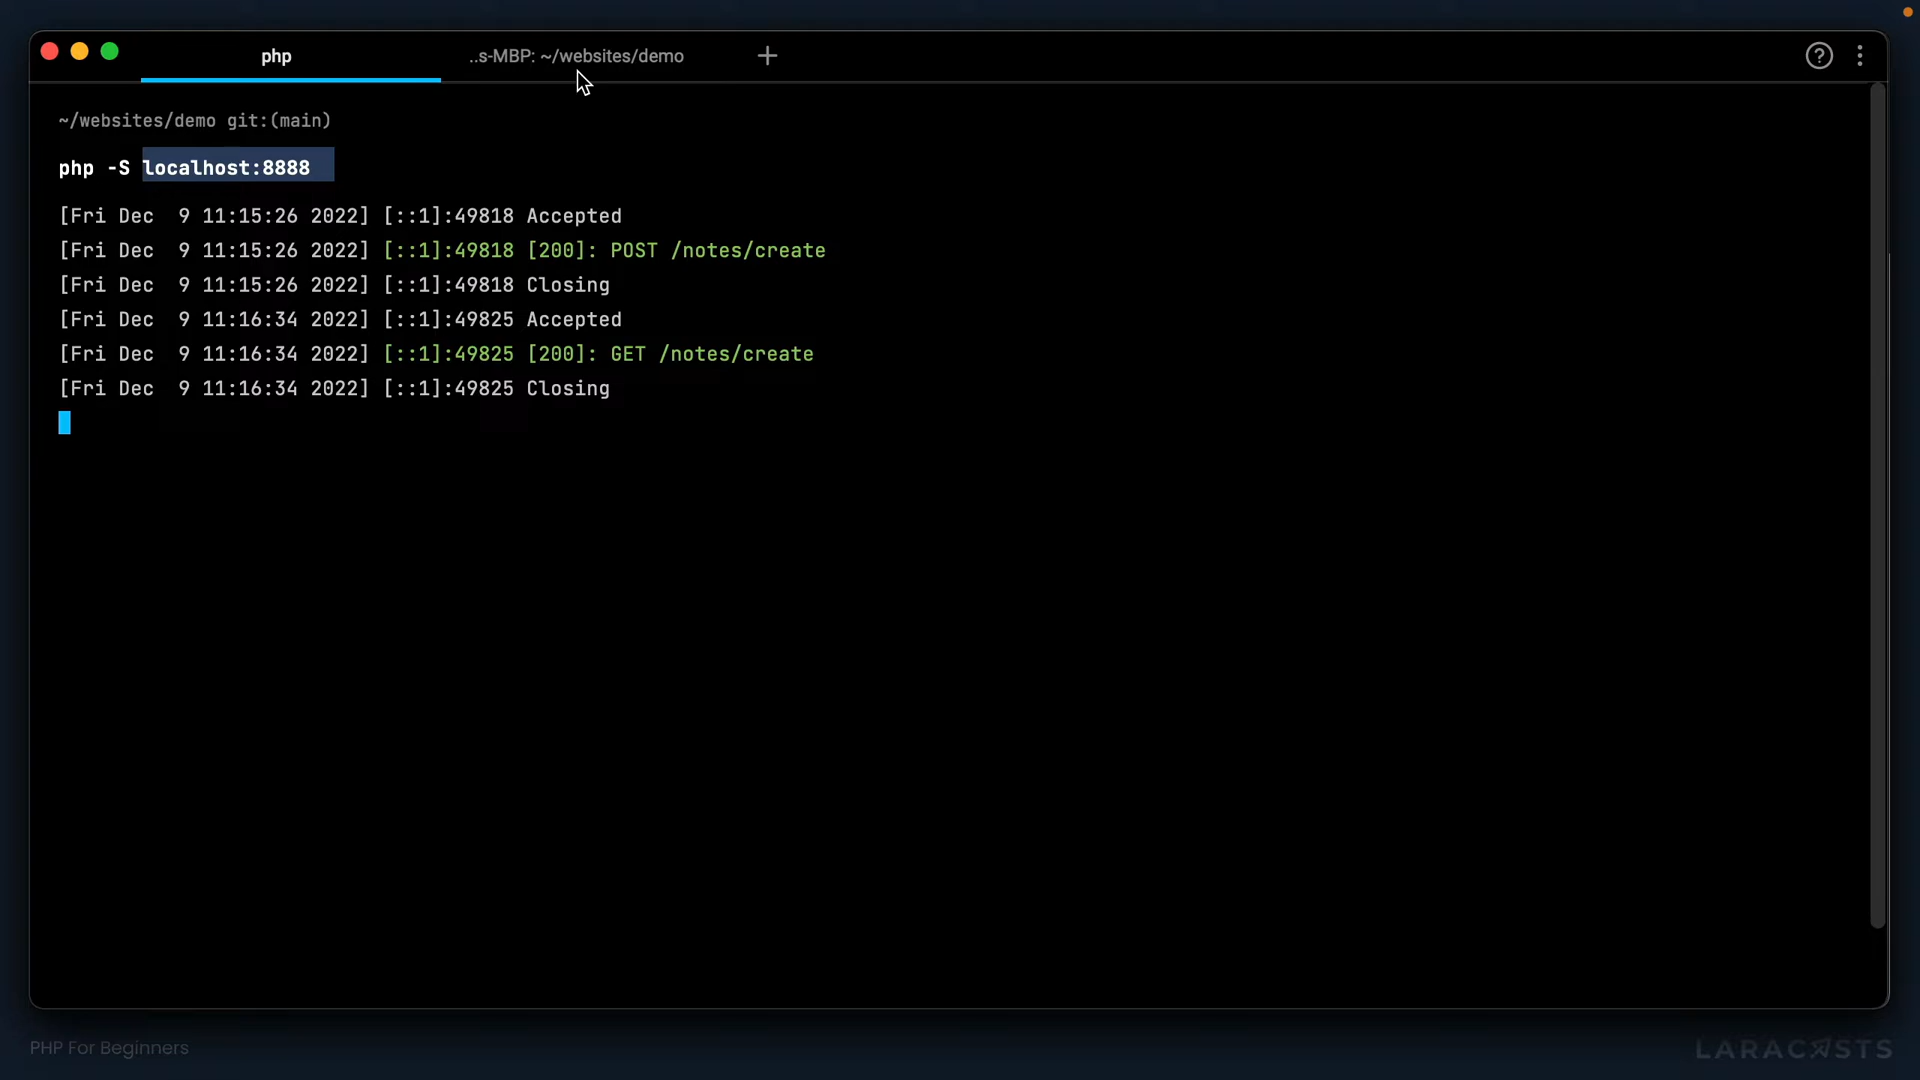 php
..s-MBP: ~/websites/demo
~/websites/demo git:(main)
php -S localhost:8888
[Fri Dec  9 11:15:26 2022] [::1]:49818 Accepted
[Fri Dec  9 11:15:26 2022] [::1]:49818 [200]: POST /notes/create
[Fri Dec  9 11:15:26 2022] [::1]:49818 Closing
[Fri Dec  9 11:16:34 2022] [::1]:49825 Accepted
[Fri Dec  9 11:16:34 2022] [::1]:49825 [200]: GET /notes/create
[Fri Dec  9 11:16:34 2022] [::1]:49825 Closing
PHP For Beginners
LARACASTS